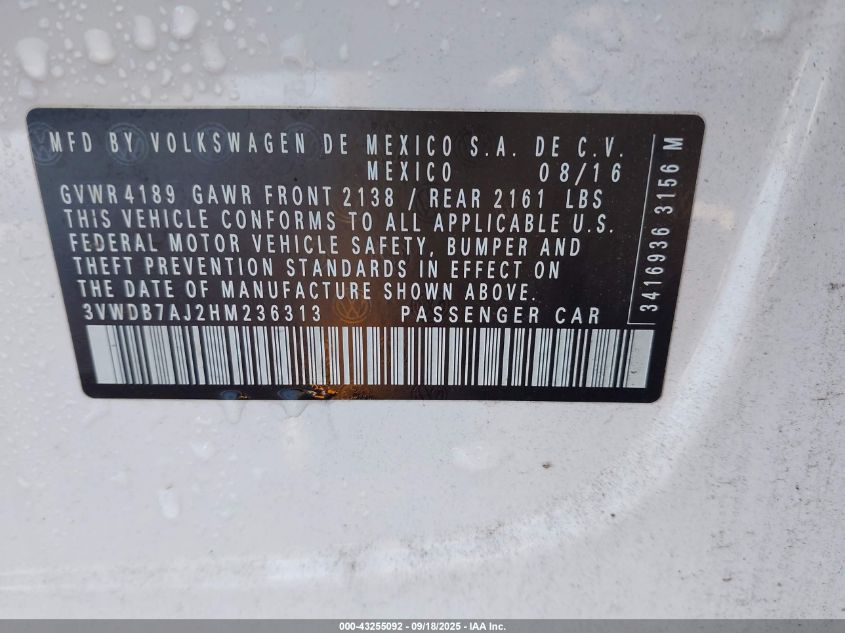 MFD BY VOLKSWAGEN DE MEXICO S.A. DE C.V.
MEXICO 08/16
GVWR 4189 GAWR FRONT 2138 / REAR 2161 LBS
THIS VEHICLE CONFORMS TO ALL APPLICABLE U.S.
FEDERAL MOTOR VEHICLE SAFETY, BUMPER AND
THEFT PREVENTION STANDARDS IN EFFECT ON
THE DATE OF MANUFACTURE SHOWN ABOVE.
3VWDB7AJ2HM236313 PASSENGER CAR
3416936 3156 M
000-43255092 - 09/18/2025 - IAA Inc.